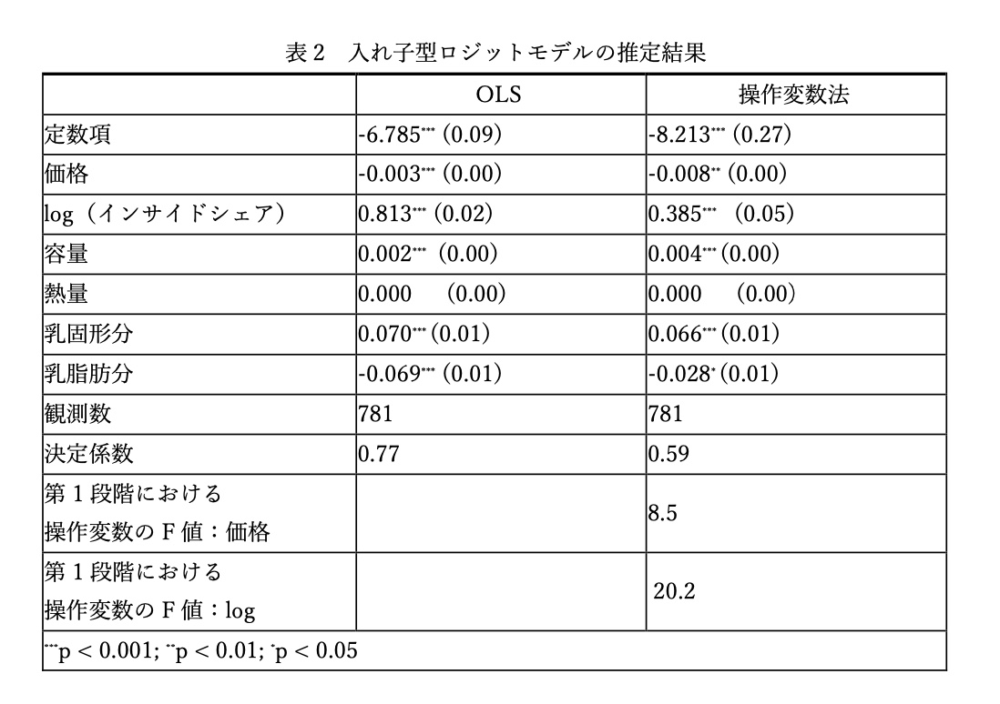 表2　入れ子型ロジットモデルの推定結果
OLS 操作変数法
定数項 -6.785*** (0.09) -8.213*** (0.27)
価格 -0.003*** (0.00) -0.008** (0.00)
log（インサイドシェア） 0.813*** (0.02) 0.385*** (0.05)
容量 0.002*** (0.00) 0.004*** (0.00)
熱量 0.000 (0.00) 0.000 (0.00)
乳固形分 0.070*** (0.01) 0.066*** (0.01)
乳脂肪分 -0.069*** (0.01) -0.028* (0.01)
観測数 781 781
決定係数 0.77 0.59
第1段階における
操作変数のF値：価格 8.5
第1段階における
操作変数のF値：log 20.2
***p < 0.001; **p < 0.01; *p < 0.05